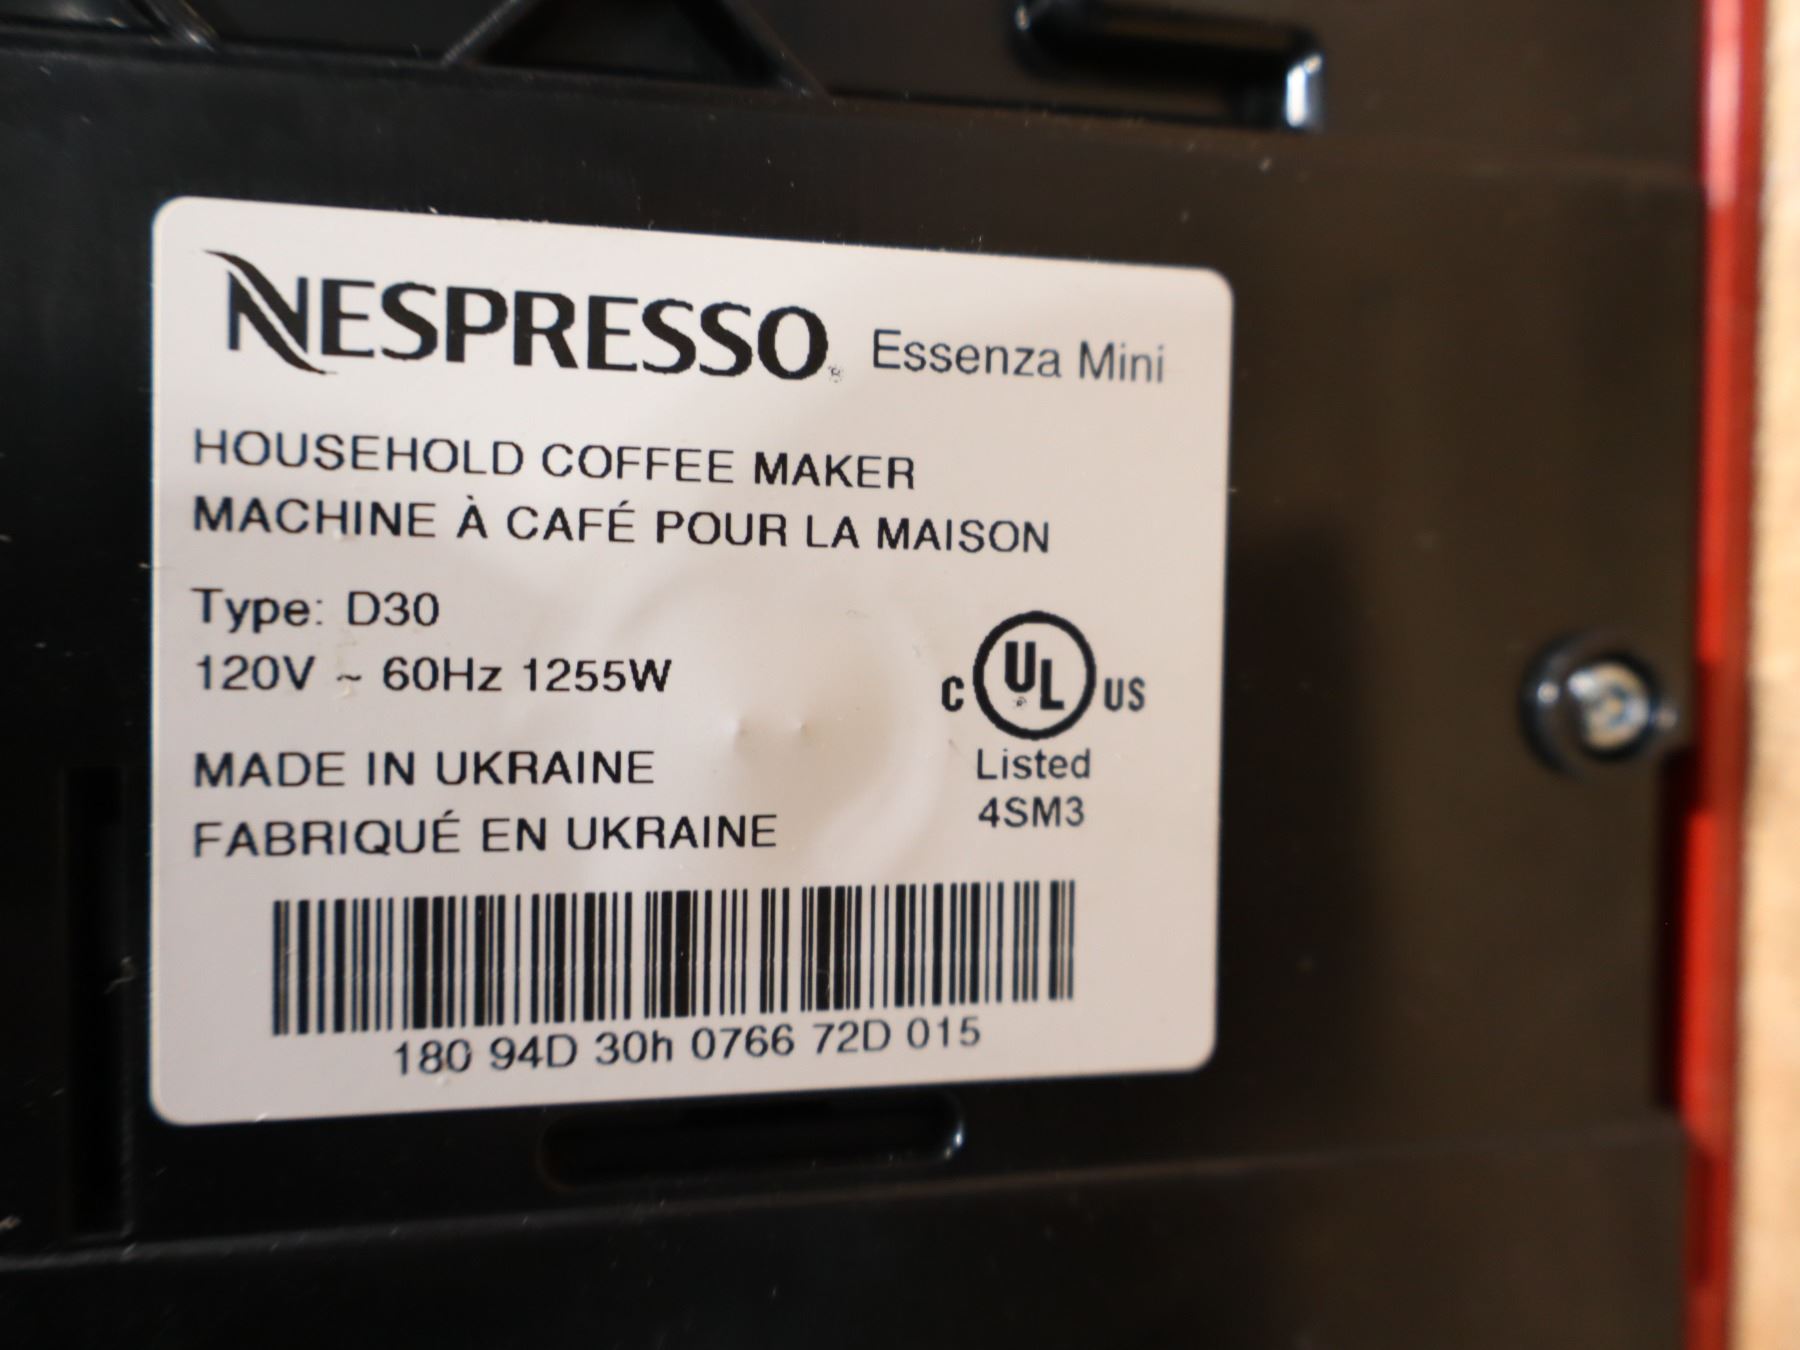 NESPRESSO® Essenza Mini
HOUSEHOLD COFFEE MAKER
MACHINE À CAFÉ POUR LA MAISON
Type: D30
120V ~ 60Hz 1255W
C UL US
Listed
4SM3
MADE IN UKRAINE
FABRIQUÉ EN UKRAINE
180 94D 30h 0766 72D 015